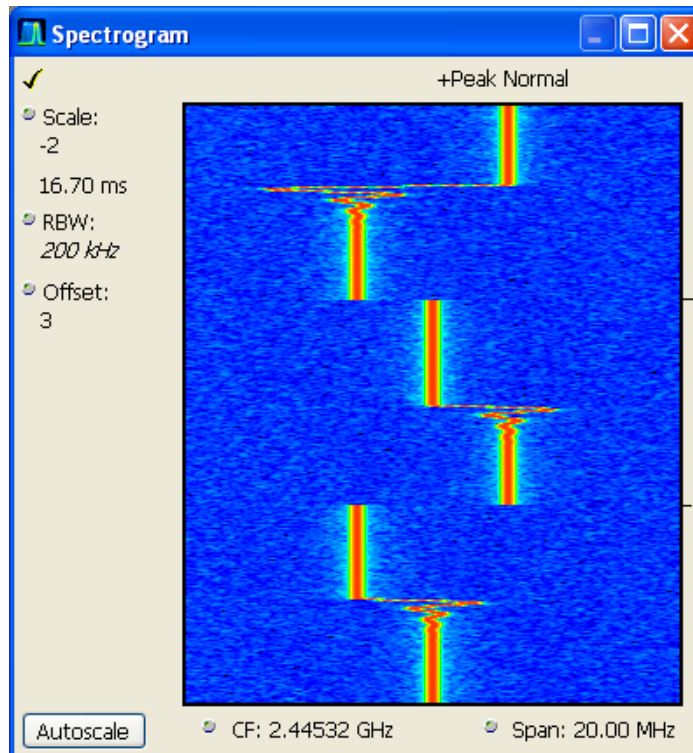 Spectrogram
+Peak Normal
Scale:
-2
16.70 ms
RBW:
200 kHz
Offset:
3
Autoscale
CF: 2.44532 GHz
Span: 20.00 MHz